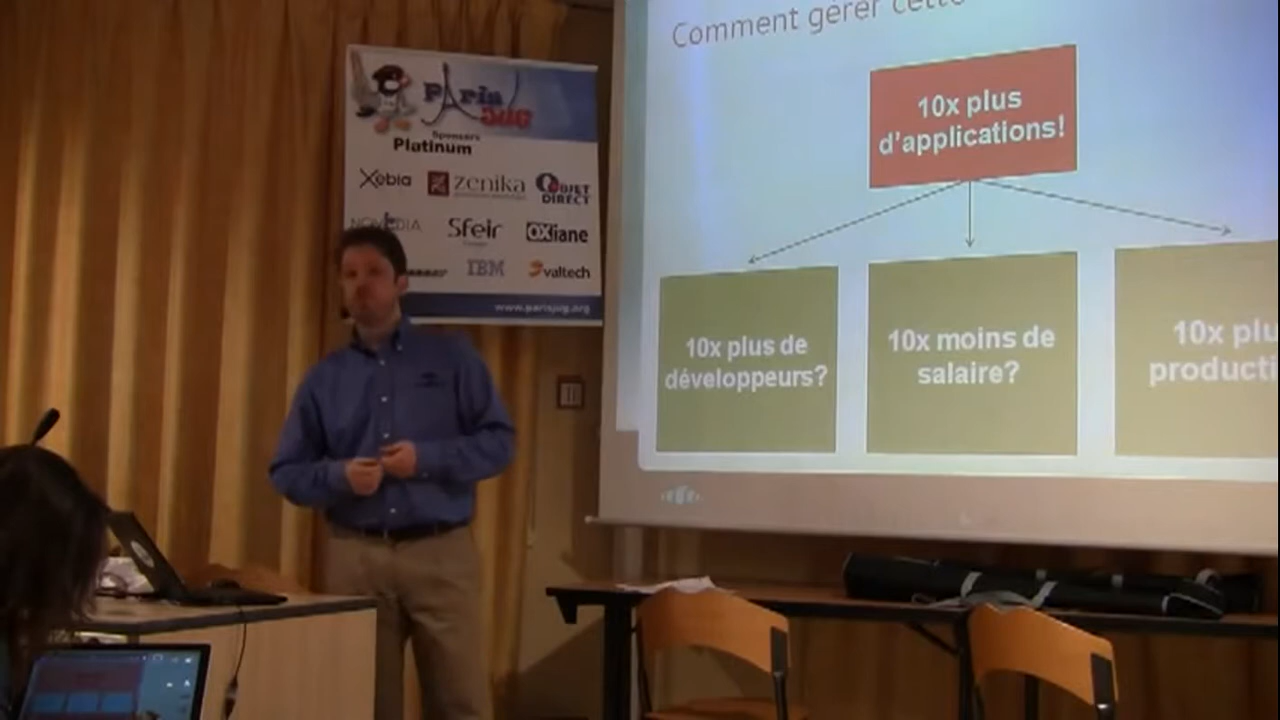 Comment gérer cette
10x plus
d'applications!
10x plus de
développeurs?
10x moins de
salaire?
10x plu
producti
Paris
JUG
Sponsors
Platinum
Xebia
zenika
OBJET
DIRECT
Sfeir
OXiane
IBM
valtech
www.parisjug.org